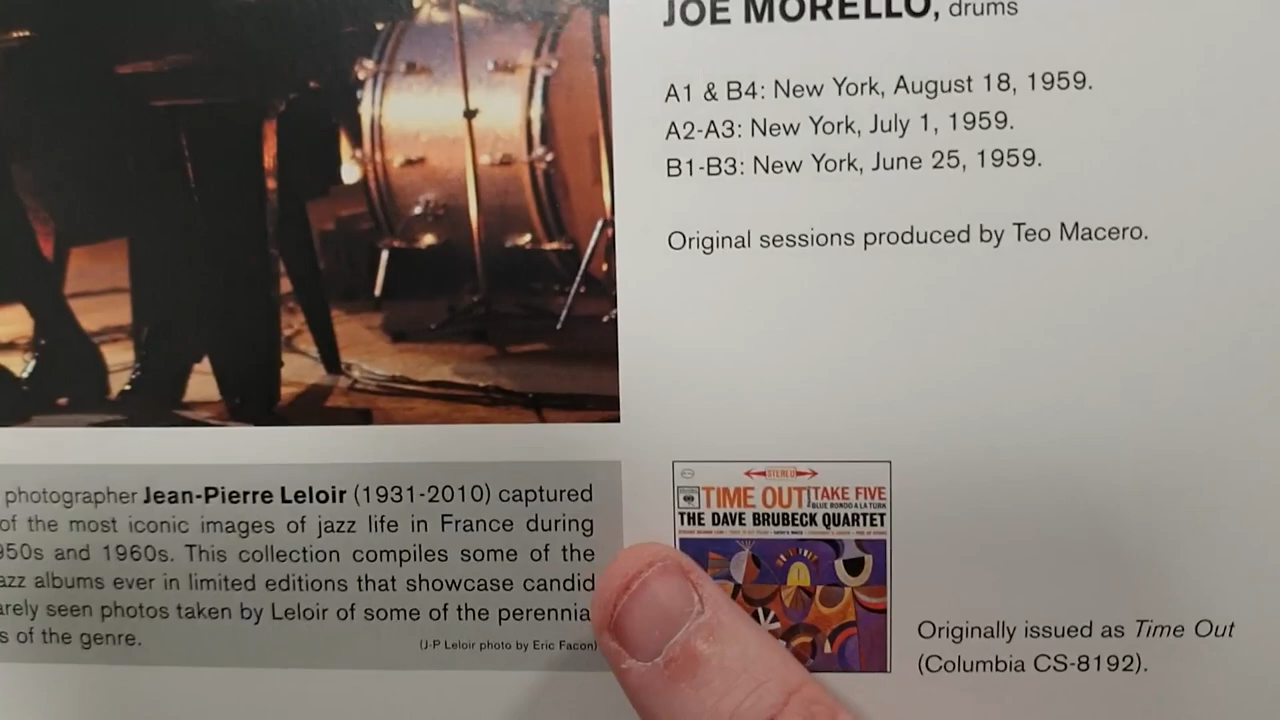 JOE MORELLO, drums
A1 & B4: New York, August 18, 1959.
A2-A3: New York, July 1, 1959.
B1-B3: New York, June 25, 1959.
Original sessions produced by Teo Macero.
photographer Jean-Pierre Leloir (1931-2010) captured
of the most iconic images of jazz life in France during
950s and 1960s. This collection compiles some of the
azz albums ever in limited editions that showcase candid
arely seen photos taken by Leloir of some of the perennia
s of the genre.
(J-P Leloir photo by Eric Facon)
STEREO
TIME OUT TAKE FIVE
BLUE RONDO A LA TURK
THE DAVE BRUBECK QUARTET
Originally issued as Time Out
(Columbia CS-8192).